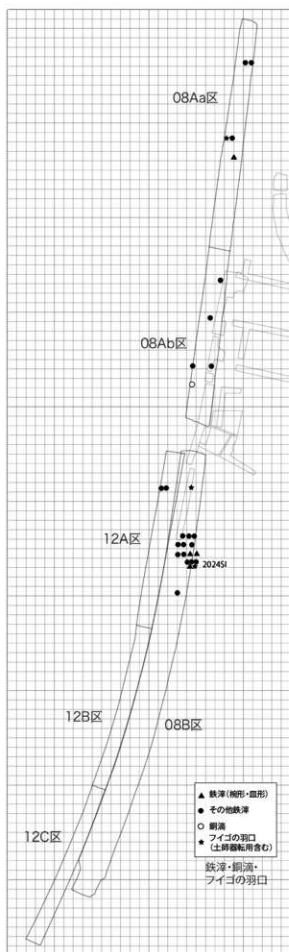 08Aa区
08Ab区
12A区
2024SI
12B区
08B区
12C区
▲ 鉄滓(椀形・皿形)
● その他鉄滓
○ 銅滴
★ フイゴの羽口
(土師器転用含む)
鉄滓・銅滴・
フイゴの羽口